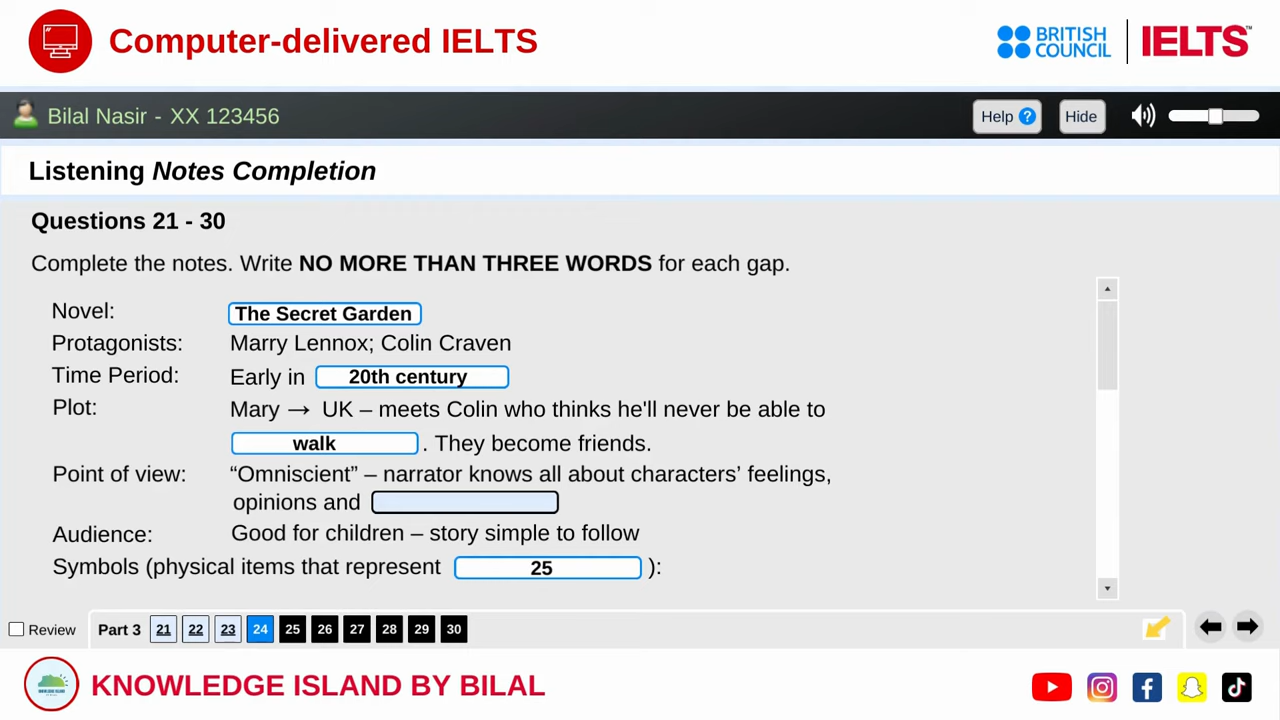 Computer-delivered IELTS
BRITISH
COUNCIL
IELTS™
Bilal Nasir - XX 123456
Help ?
Hide
Listening Notes Completion
Questions 21 - 30
Complete the notes. Write NO MORE THAN THREE WORDS for each gap.
Novel: The Secret Garden
Protagonists: Marry Lennox; Colin Craven
Time Period: Early in 20th century
Plot: Mary → UK – meets Colin who thinks he'll never be able to
walk . They become friends.
Point of view: “Omniscient” – narrator knows all about characters’ feelings,
opinions and
Audience: Good for children – story simple to follow
Symbols (physical items that represent 25 ):
Review Part 3 21 22 23 24 25 26 27 28 29 30
KNOWLEDGE ISLAND BY BILAL